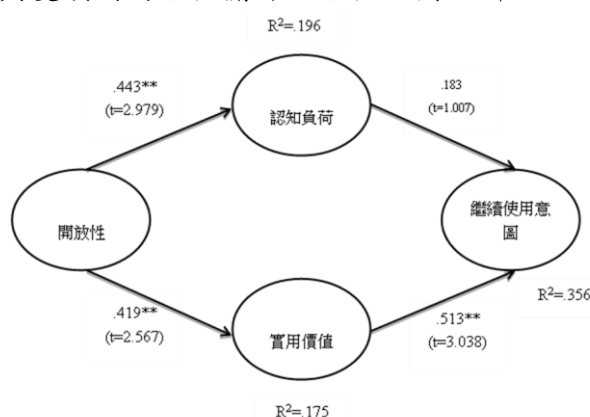 R²=.196
.443**
(t=2.979)
認知負荷
.183
(t=1.007)
開放性
繼續使用意
圖
R²=.356
.419**
(t=2.567)
實用價值
.513**
(t=3.038)
R²=.175